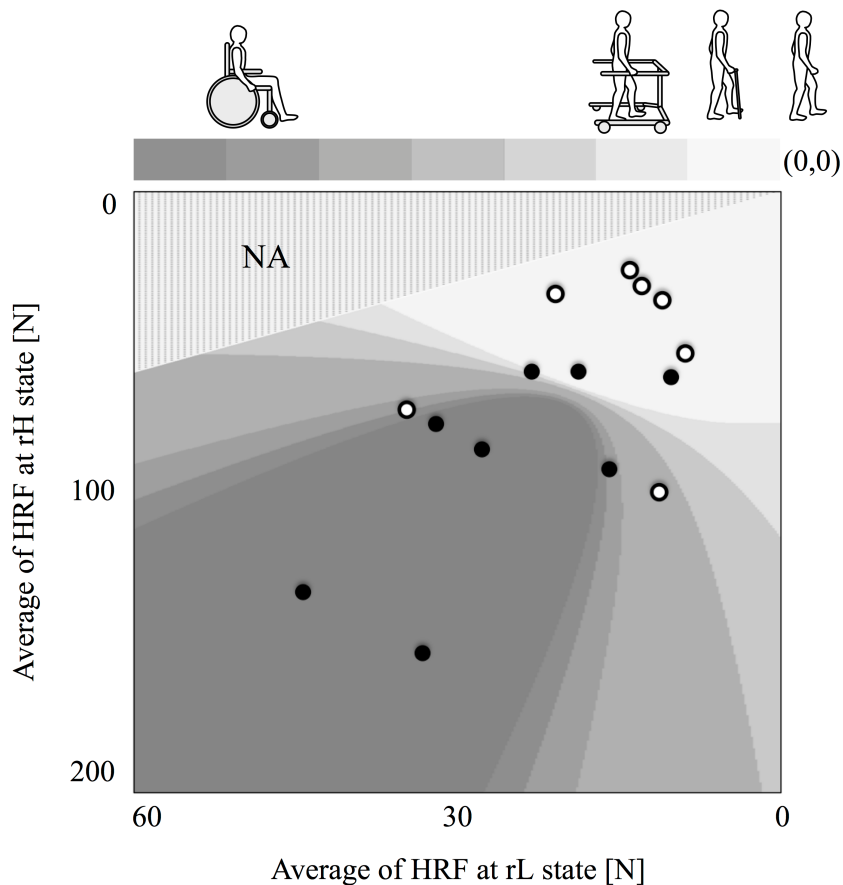 (0,0)
0
NA
Average of HRF at rH state [N]
100
200
60 30 0
Average of HRF at rL state [N]